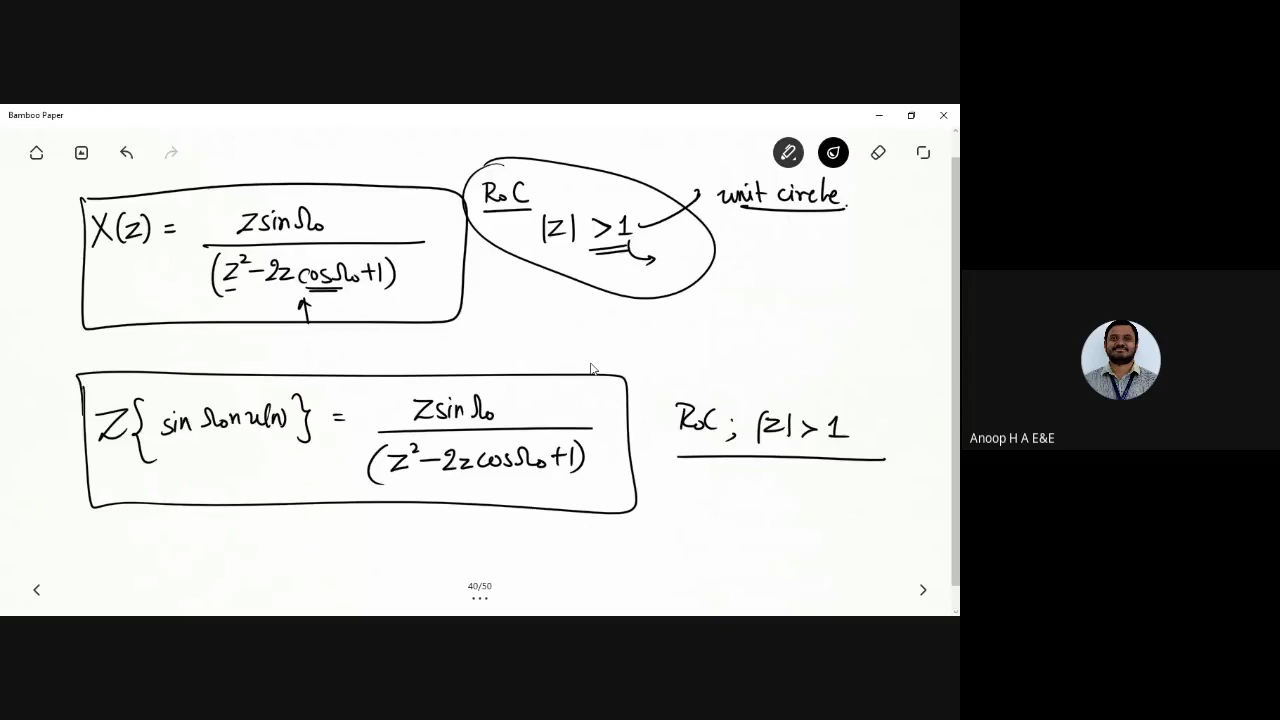 Bamboo Paper
RoC
unit circle.
|z| > 1
X(z) = z sin Ω₀
(z² − 2z cos Ω₀ + 1)
Z{ sin Ω₀n u(n) } = z sin Ω₀
(z² − 2z cos Ω₀ + 1)
RoC ; |z| > 1
Anoop H A E&E
40/50